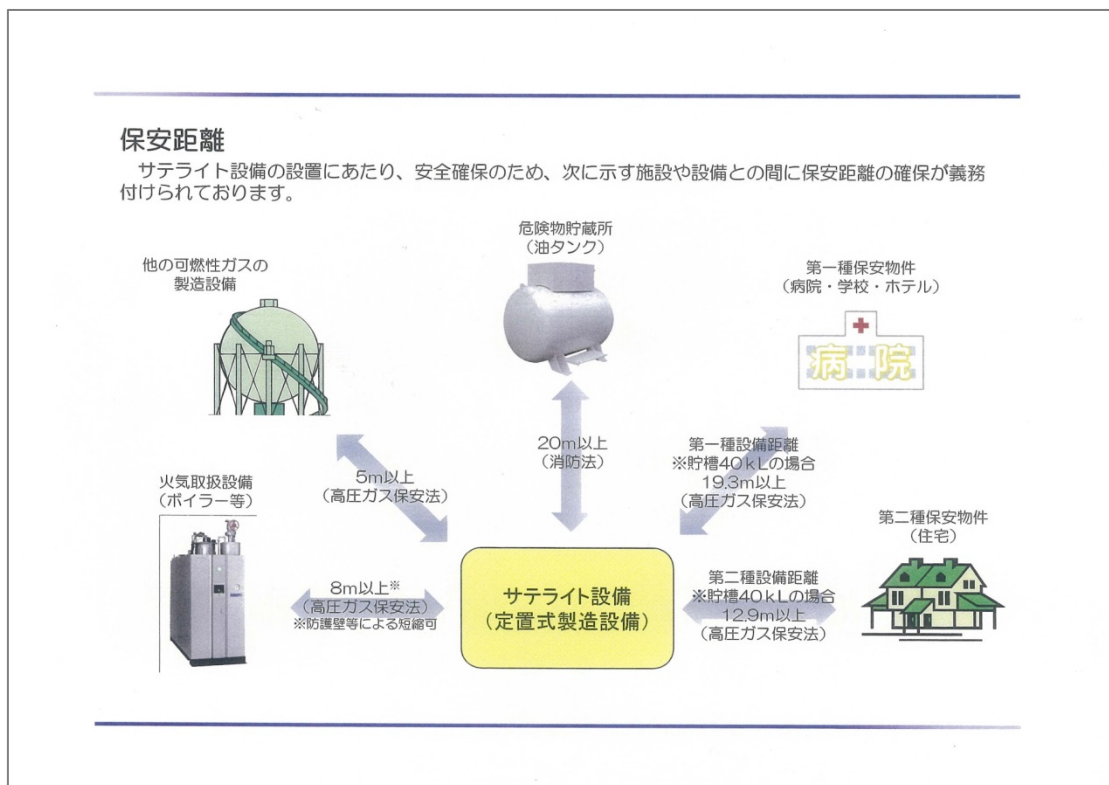 保安距離
サテライト設備の設置にあたり、安全確保のため、次に示す施設や設備との間に保安距離の確保が義務
付けられております。
危険物貯蔵所
（油タンク）
他の可燃性ガスの
製造設備
第一種保安物件
（病院・学校・ホテル）
病院
20m以上
（消防法）
第一種設備距離
※貯槽40kLの場合
19.3m以上
（高圧ガス保安法）
5m以上
（高圧ガス保安法）
火気取扱設備
（ボイラー等）
第二種保安物件
（住宅）
8m以上※
（高圧ガス保安法）
※防護壁等による短縮可
サテライト設備
（定置式製造設備）
第二種設備距離
※貯槽40kLの場合
12.9m以上
（高圧ガス保安法）